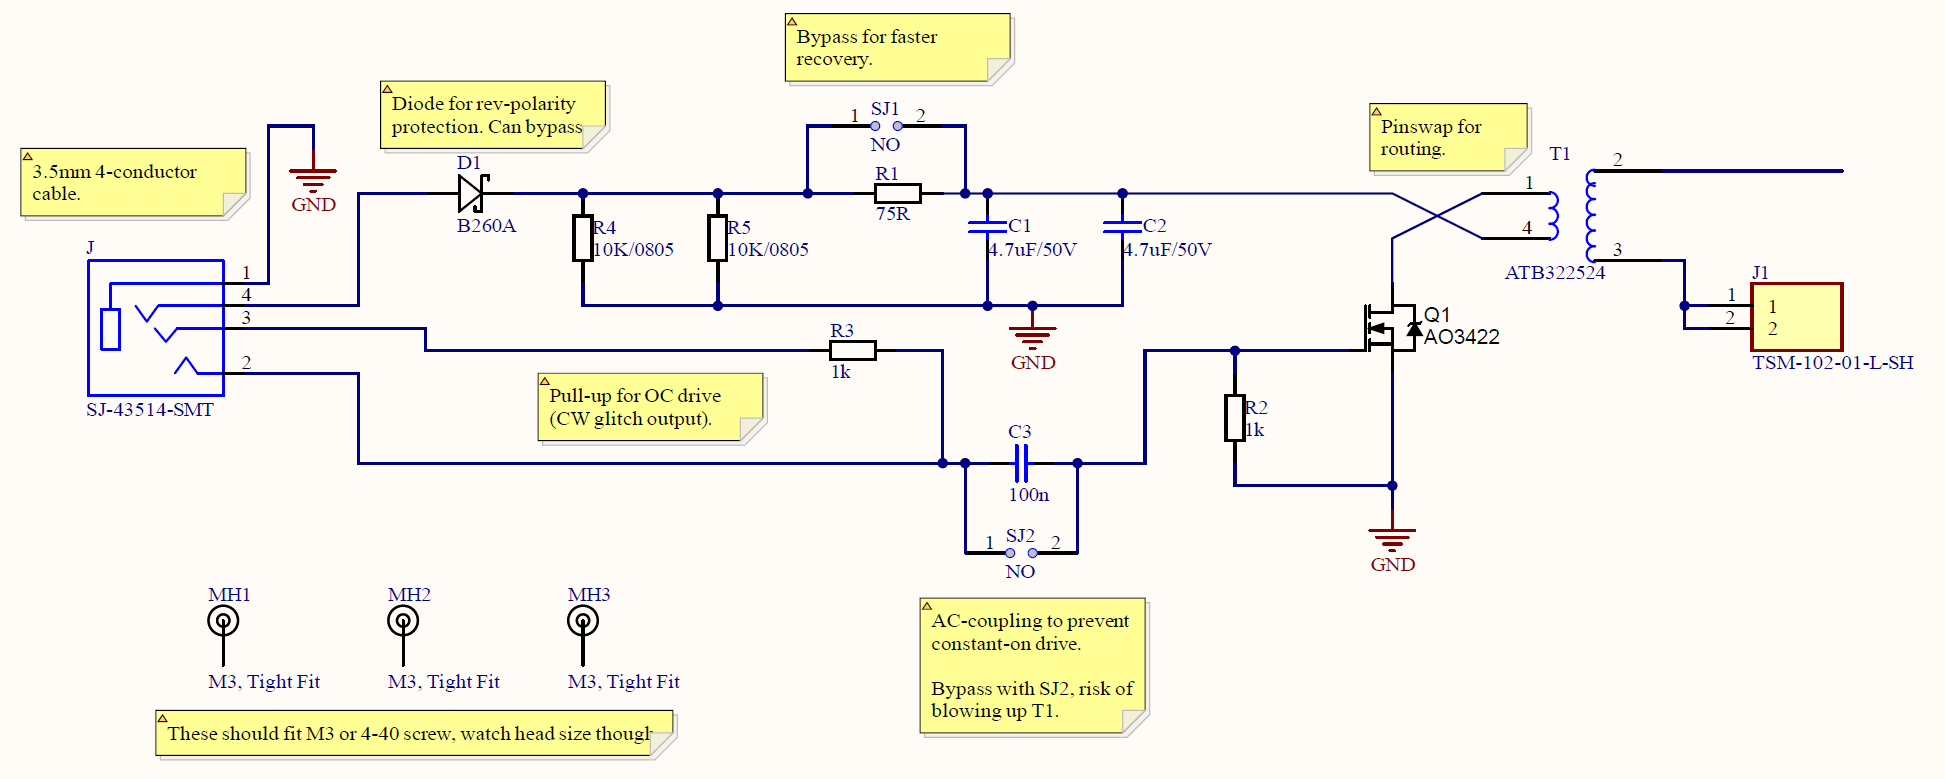 Bypass for faster
recovery.
Diode for rev-polarity
protection. Can bypass
3.5mm 4-conductor
cable.
Pinswap for
routing.
1
SJ1
2
NO
GND
D1
B260A
R4
10K/0805
R5
10K/0805
R1
75R
C1
4.7uF/50V
C2
4.7uF/50V
GND
T1
1
4
2
3
ATB322524
J1
1
2
1
2
TSM-102-01-L-SH
J
1
4
3
2
SJ-43514-SMT
R3
1k
Pull-up for OC drive
(CW glitch output).
C3
100n
1
SJ2
2
NO
R2
1k
Q1
AO3422
GND
AC-coupling to prevent
constant-on drive.
Bypass with SJ2, risk of
blowing up T1.
MH1
MH2
MH3
M3, Tight Fit
M3, Tight Fit
M3, Tight Fit
These should fit M3 or 4-40 screw, watch head size though